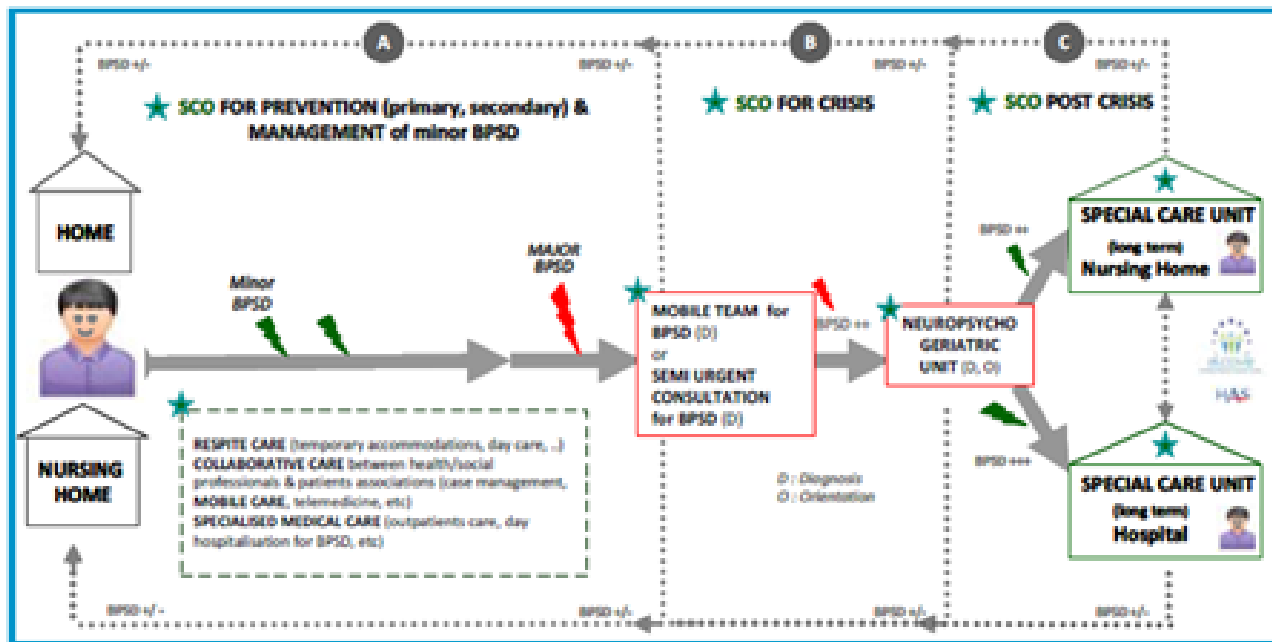 A
B
C
BPSD +/-
BPSD +/-
BPSD +/-
BPSD +/-
SCO FOR PREVENTION (primary, secondary) &
MANAGEMENT of minor BPSD
SCO FOR CRISIS
SCO POST CRISIS
HOME
Minor
BPSD
MAJOR
BPSD
MOBILE TEAM for
BPSD (D)
or
SEMI URGENT
CONSULTATION
for BPSD (D)
BPSD ++
NEUROPSYCHO
GERIATRIC
UNIT (D, O)
BPSD ++
SPECIAL CARE UNIT
(long term)
Nursing Home
HAS
NURSING
HOME
RESPITE CARE (temporary accommodations, day care, ..)
COLLABORATIVE CARE between health/social
professionals & patients associations (case management,
MOBILE CARE, telemedicine, etc)
SPECIALISED MEDICAL CARE (outpatients care, day
hospitalisation for BPSD, etc)
D : Diagnosis
O : Orientation
BPSD +++
SPECIAL CARE UNIT
(long term)
Hospital
BPSD +/-
BPSD +/-
BPSD +/-
BPSD +/-